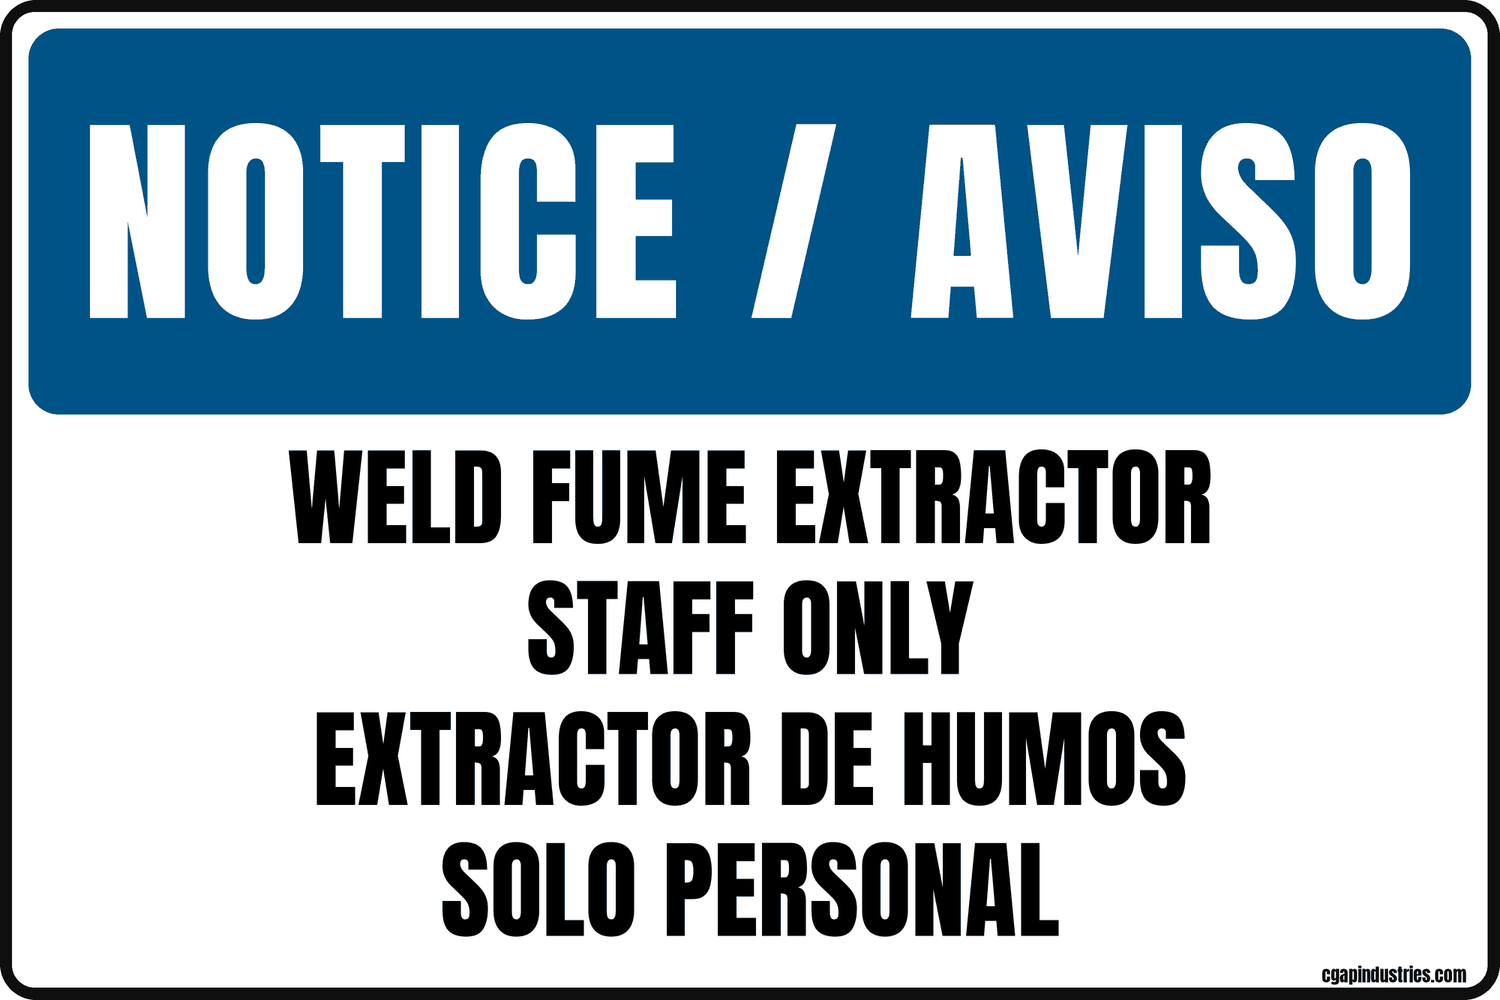 NOTICE / AVISO
WELD FUME EXTRACTOR
STAFF ONLY
EXTRACTOR DE HUMOS
SOLO PERSONAL
cgapindustries.com